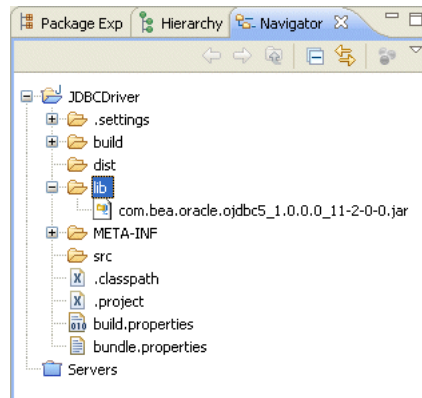 Package Exp Hierarchy Navigator
JDBCDriver
.settings
build
dist
lib
com.bea.oracle.ojdbc5_1.0.0.0_11-2-0-0.jar
META-INF
src
.classpath
.project
build.properties
bundle.properties
Servers